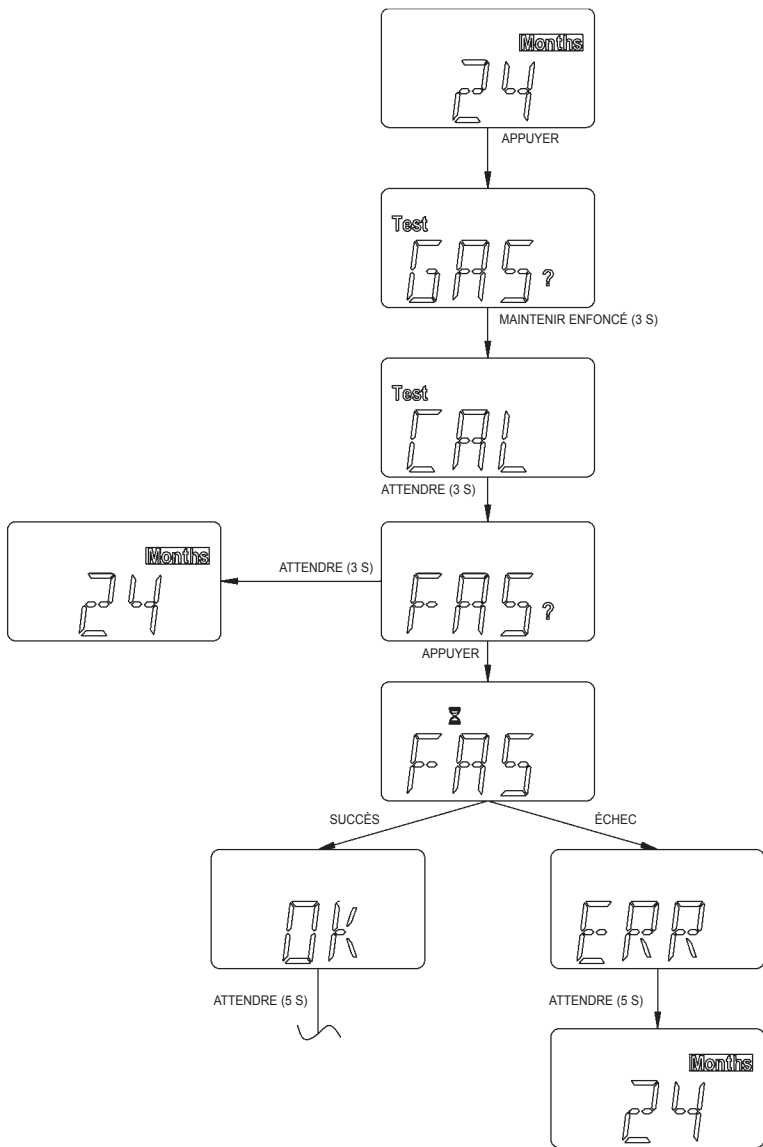 Months
24
APPUYER
Test
GAS ?
MAINTENIR ENFONCÉ (3 S)
Test
CAL
ATTENDRE (3 S)
Months
24
ATTENDRE (3 S)
FAS ?
APPUYER
FAS
SUCCÈS
ÉCHEC
OK
ERR
ATTENDRE (5 S)
ATTENDRE (5 S)
Months
24